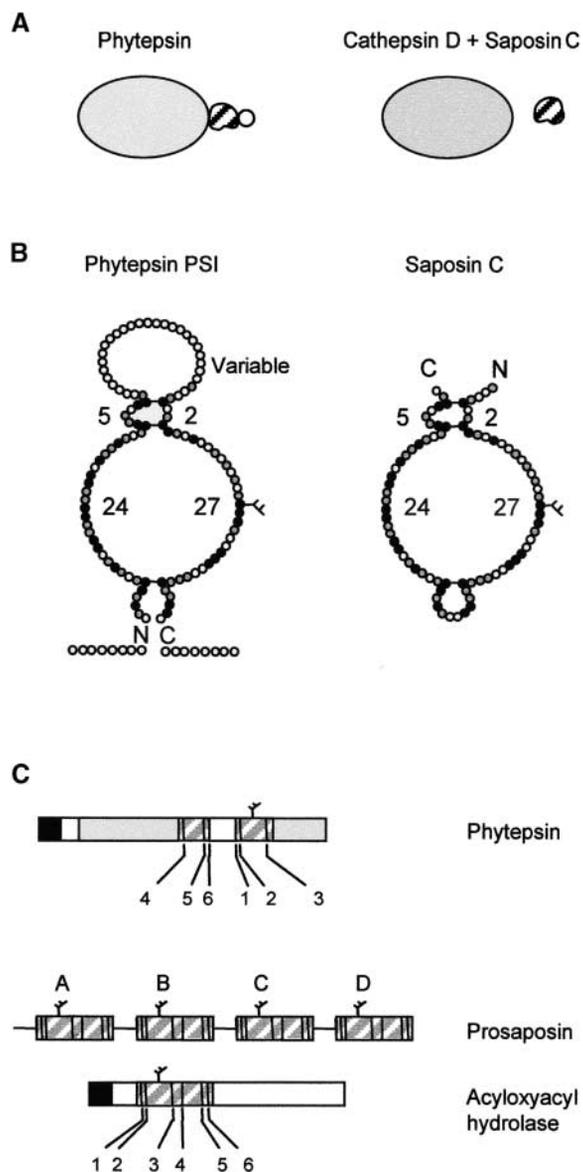 A
Phytepsin Cathepsin D + Saposin C
B
Phytepsin PSI Saposin C
Variable
C N
5 2 5 2
24 27 24 27
N C
C
Phytepsin
4 5 6 1 2 3
A B C D
Prosaposin
Acyloxyacyl
hydrolase
1 2 3 4 5 6